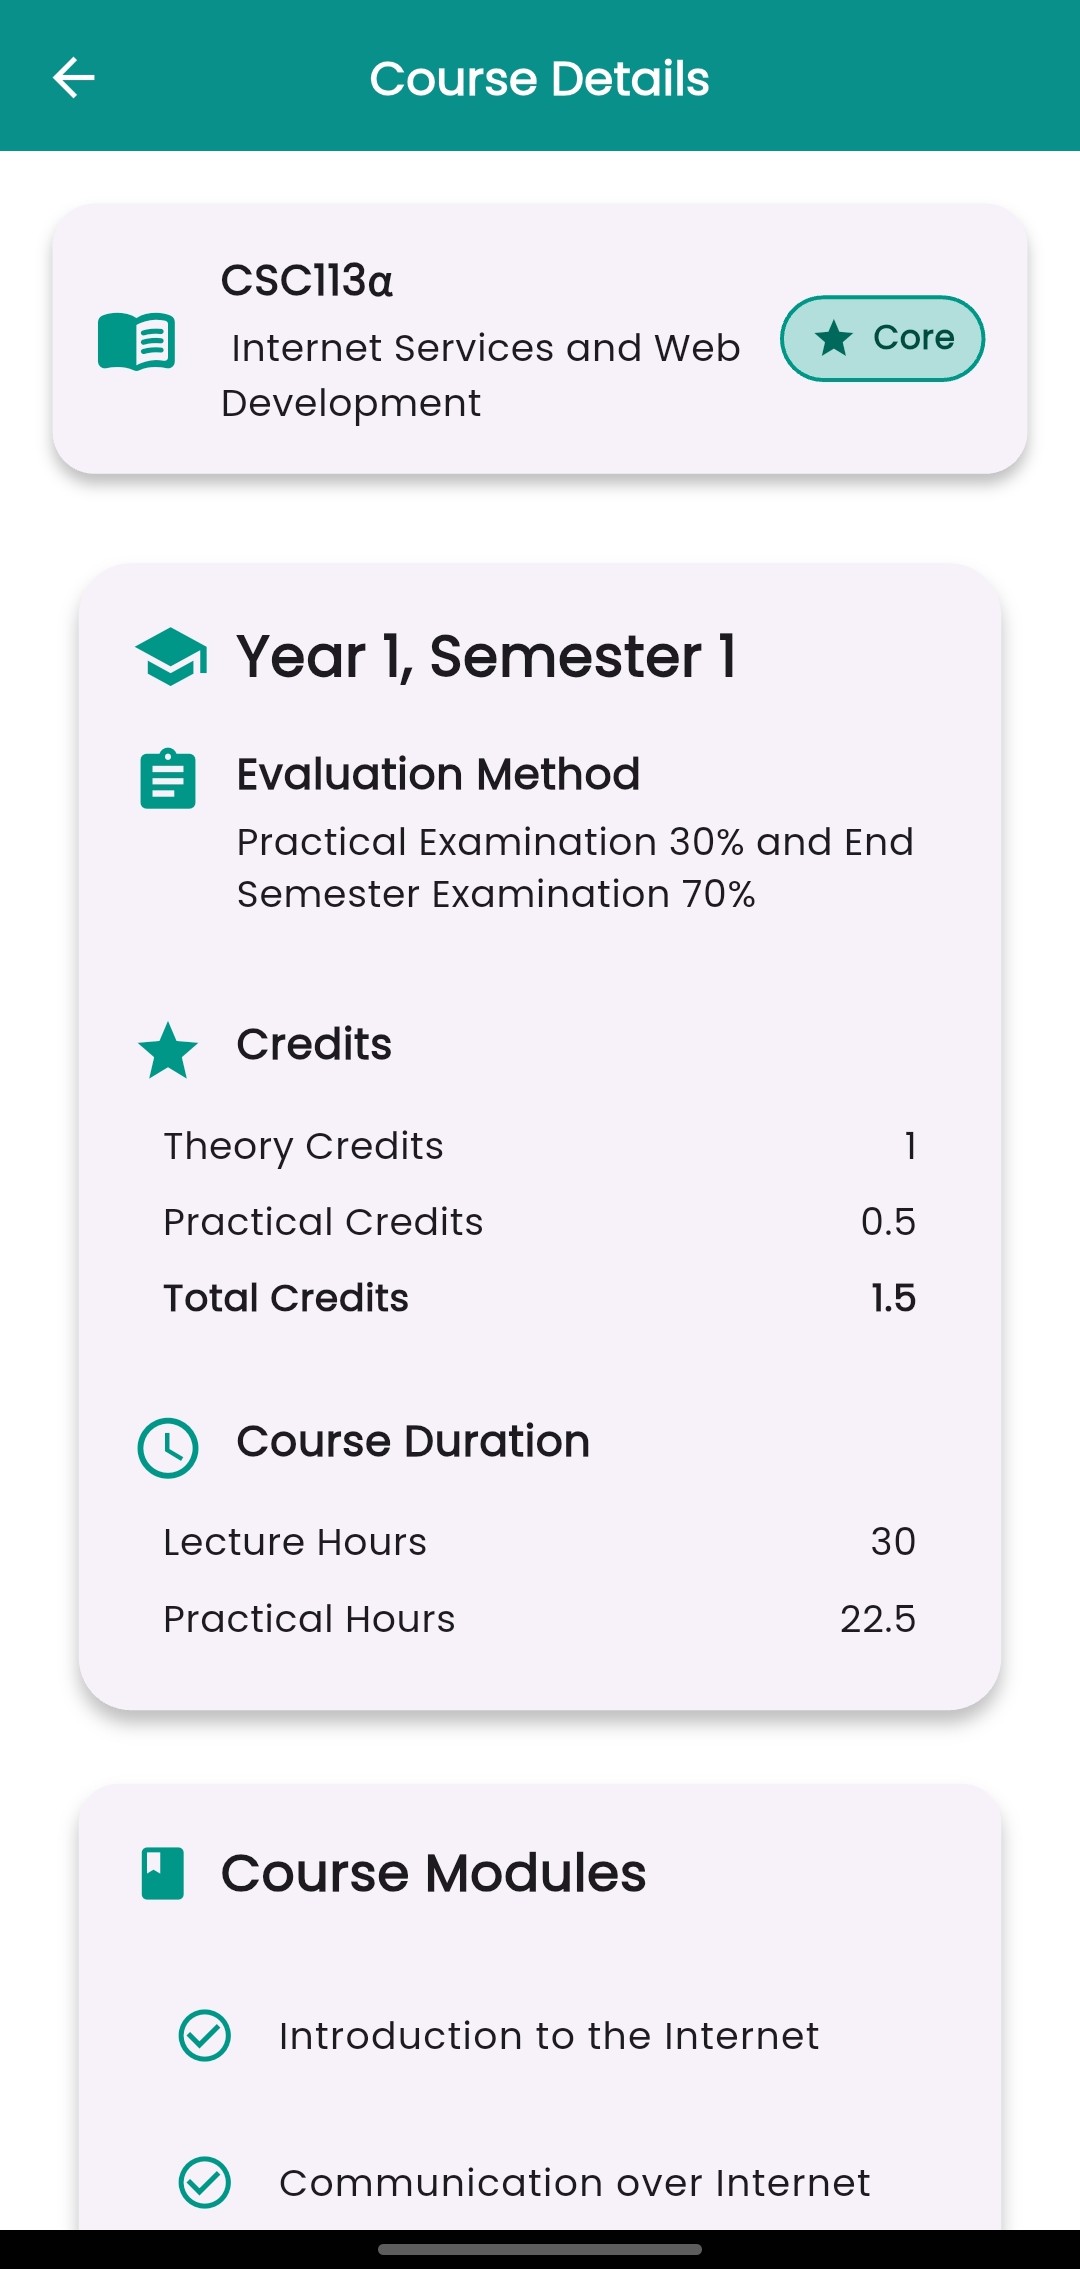 Course Details
CSC113α
Internet Services and Web
Development
Core
Year 1, Semester 1
Evaluation Method
Practical Examination 30% and End
Semester Examination 70%
Credits
Theory Credits 1
Practical Credits 0.5
Total Credits 1.5
Course Duration
Lecture Hours 30
Practical Hours 22.5
Course Modules
Introduction to the Internet
Communication over Internet